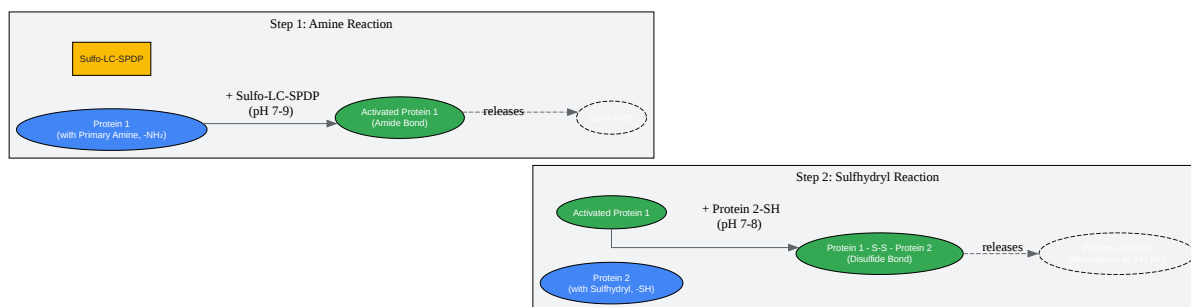 Step 1: Amine Reaction
Sulfo-LC-SPDP
+ Sulfo-LC-SPDP
(pH 7-9)
Protein 1
(with Primary Amine, -NH₂)
Activated Protein 1
(Amide Bond)
releases
Step 2: Sulfhydryl Reaction
Activated Protein 1
+ Protein 2-SH
(pH 7-8)
Protein 1 - S-S - Protein 2
(Disulfide Bond)
releases
Protein 2
(with Sulfhydryl, -SH)